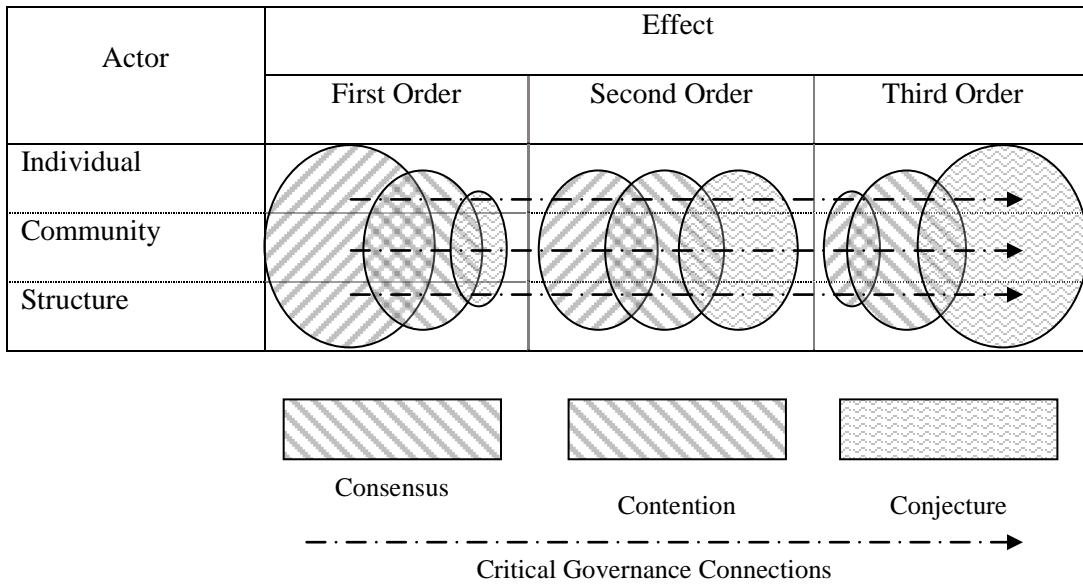 Actor
Effect
First Order
Second Order
Third Order
Individual
Community
Structure
Consensus
Contention
Conjecture
Critical Governance Connections